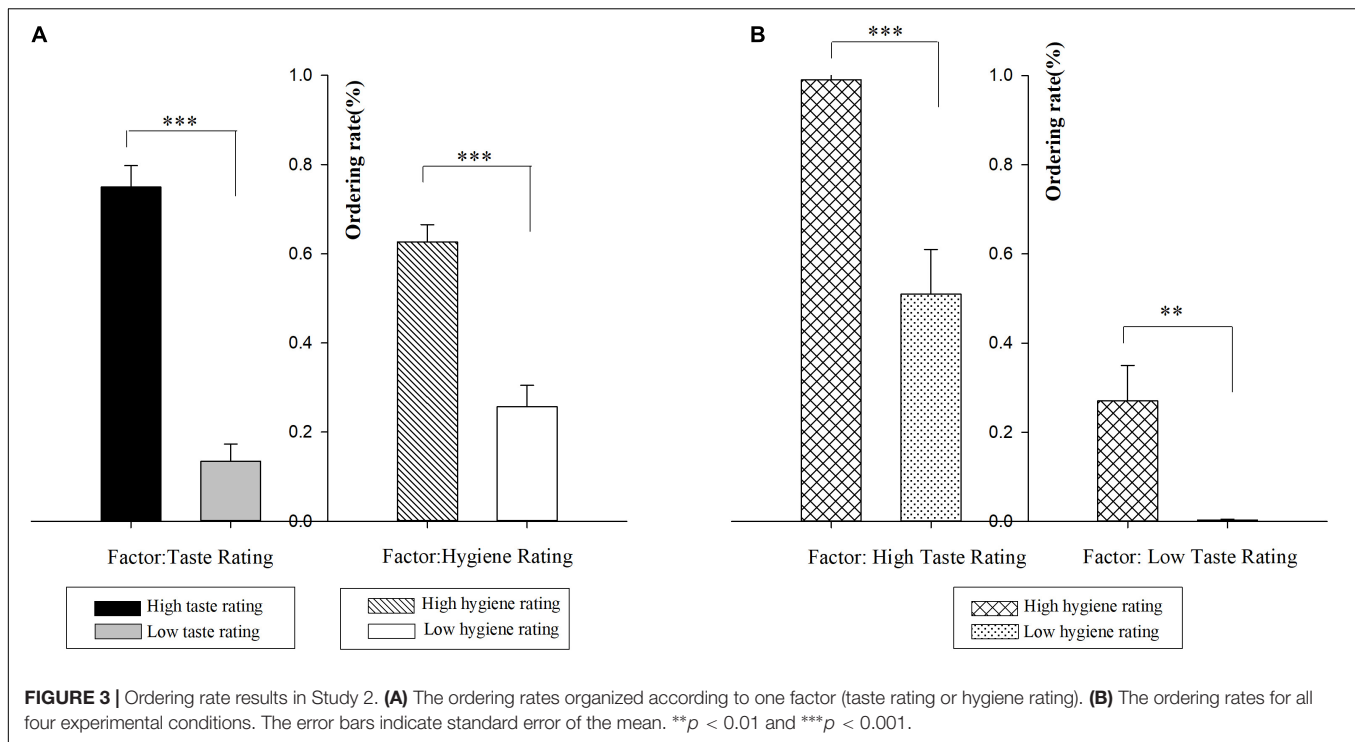 A
B
***
***
***
**
Ordering rate(%)
1.0
0.8
0.6
0.4
0.2
0.0
Ordering rate(%)
1.0
0.8
0.6
0.4
0.2
0.0
Factor:Taste Rating
Factor:Hygiene Rating
Factor: High Taste Rating
Factor: Low Taste Rating
High taste rating
Low taste rating
High hygiene rating
Low hygiene rating
High hygiene rating
Low hygiene rating
FIGURE 3 | Ordering rate results in Study 2. (A) The ordering rates organized according to one factor (taste rating or hygiene rating). (B) The ordering rates for all
four experimental conditions. The error bars indicate standard error of the mean. **p < 0.01 and ***p < 0.001.